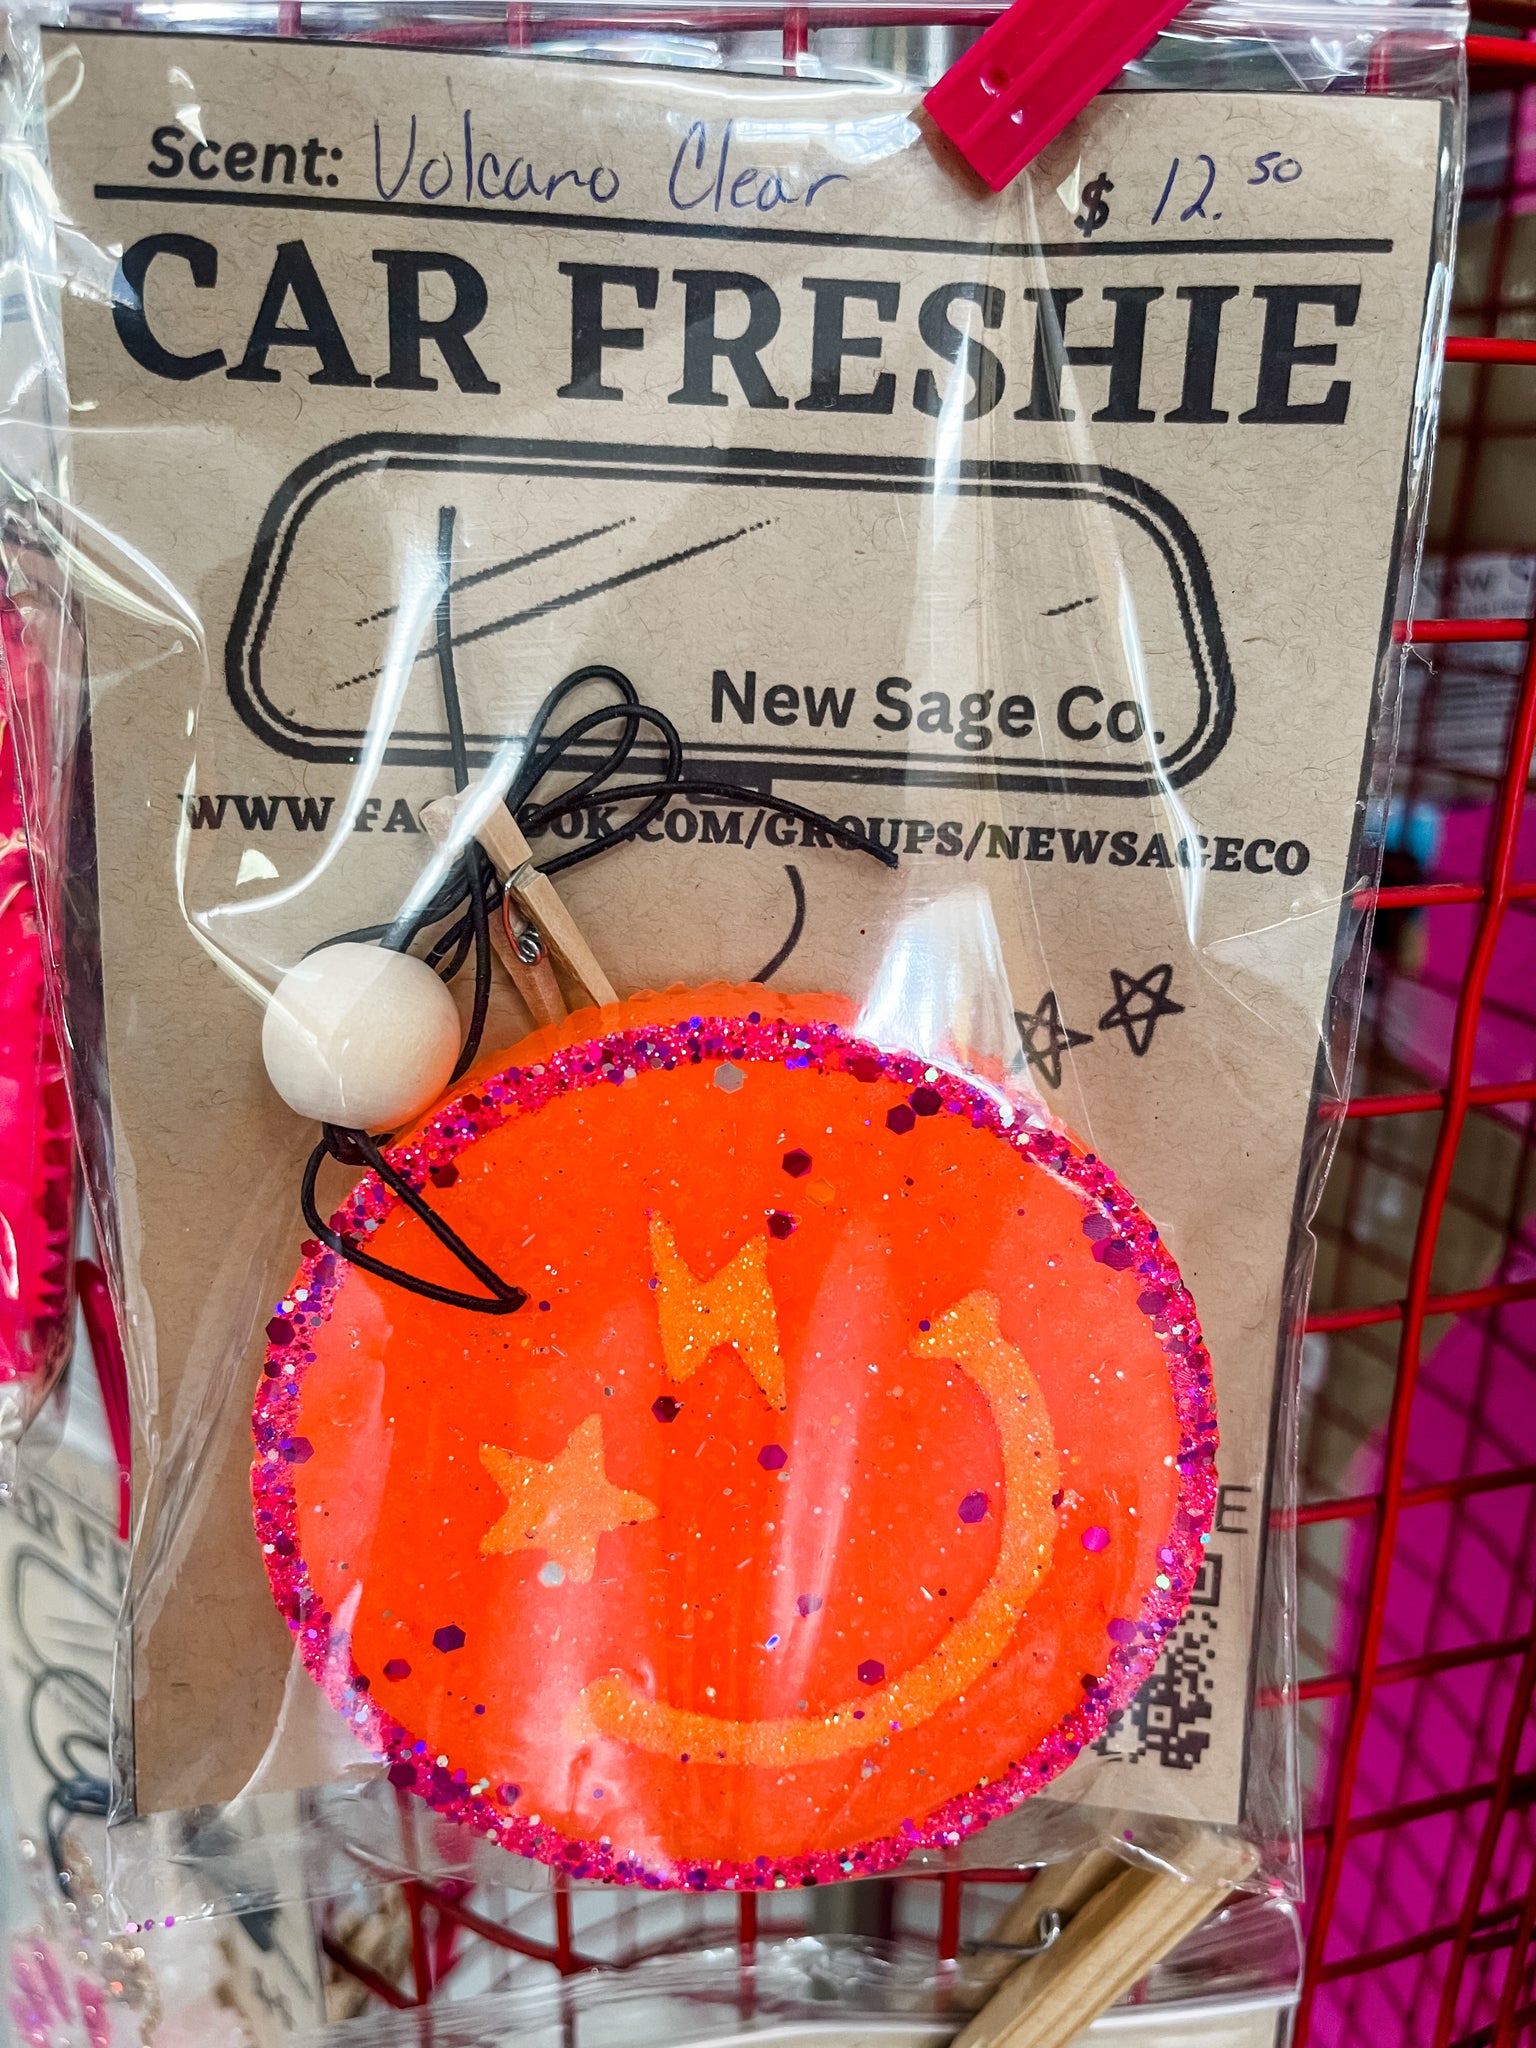 Scent: Volcano Clear $ 12.50
CAR FRESHIE
New Sage Co.
WWW.FACEBOOK.COM/GROUPS/NEWSAGECO
E